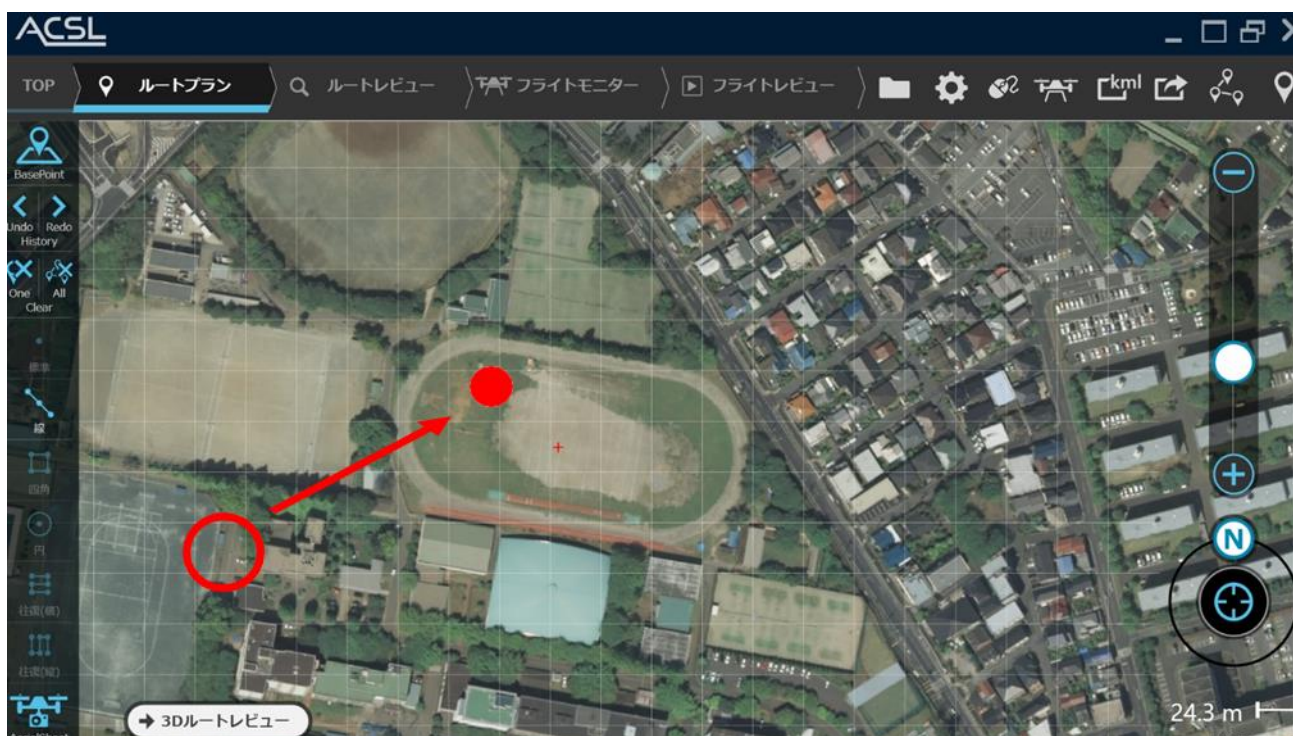 ACSL
TOP ルートプラン ルートレビュー フライトモニター フライトレビュー kml
BasePoint
Undo Redo
History
One All
Clear
標準
線
四角
円
往復(横)
往復(縦)
N
→ 3Dルートレビュー
24.3 m